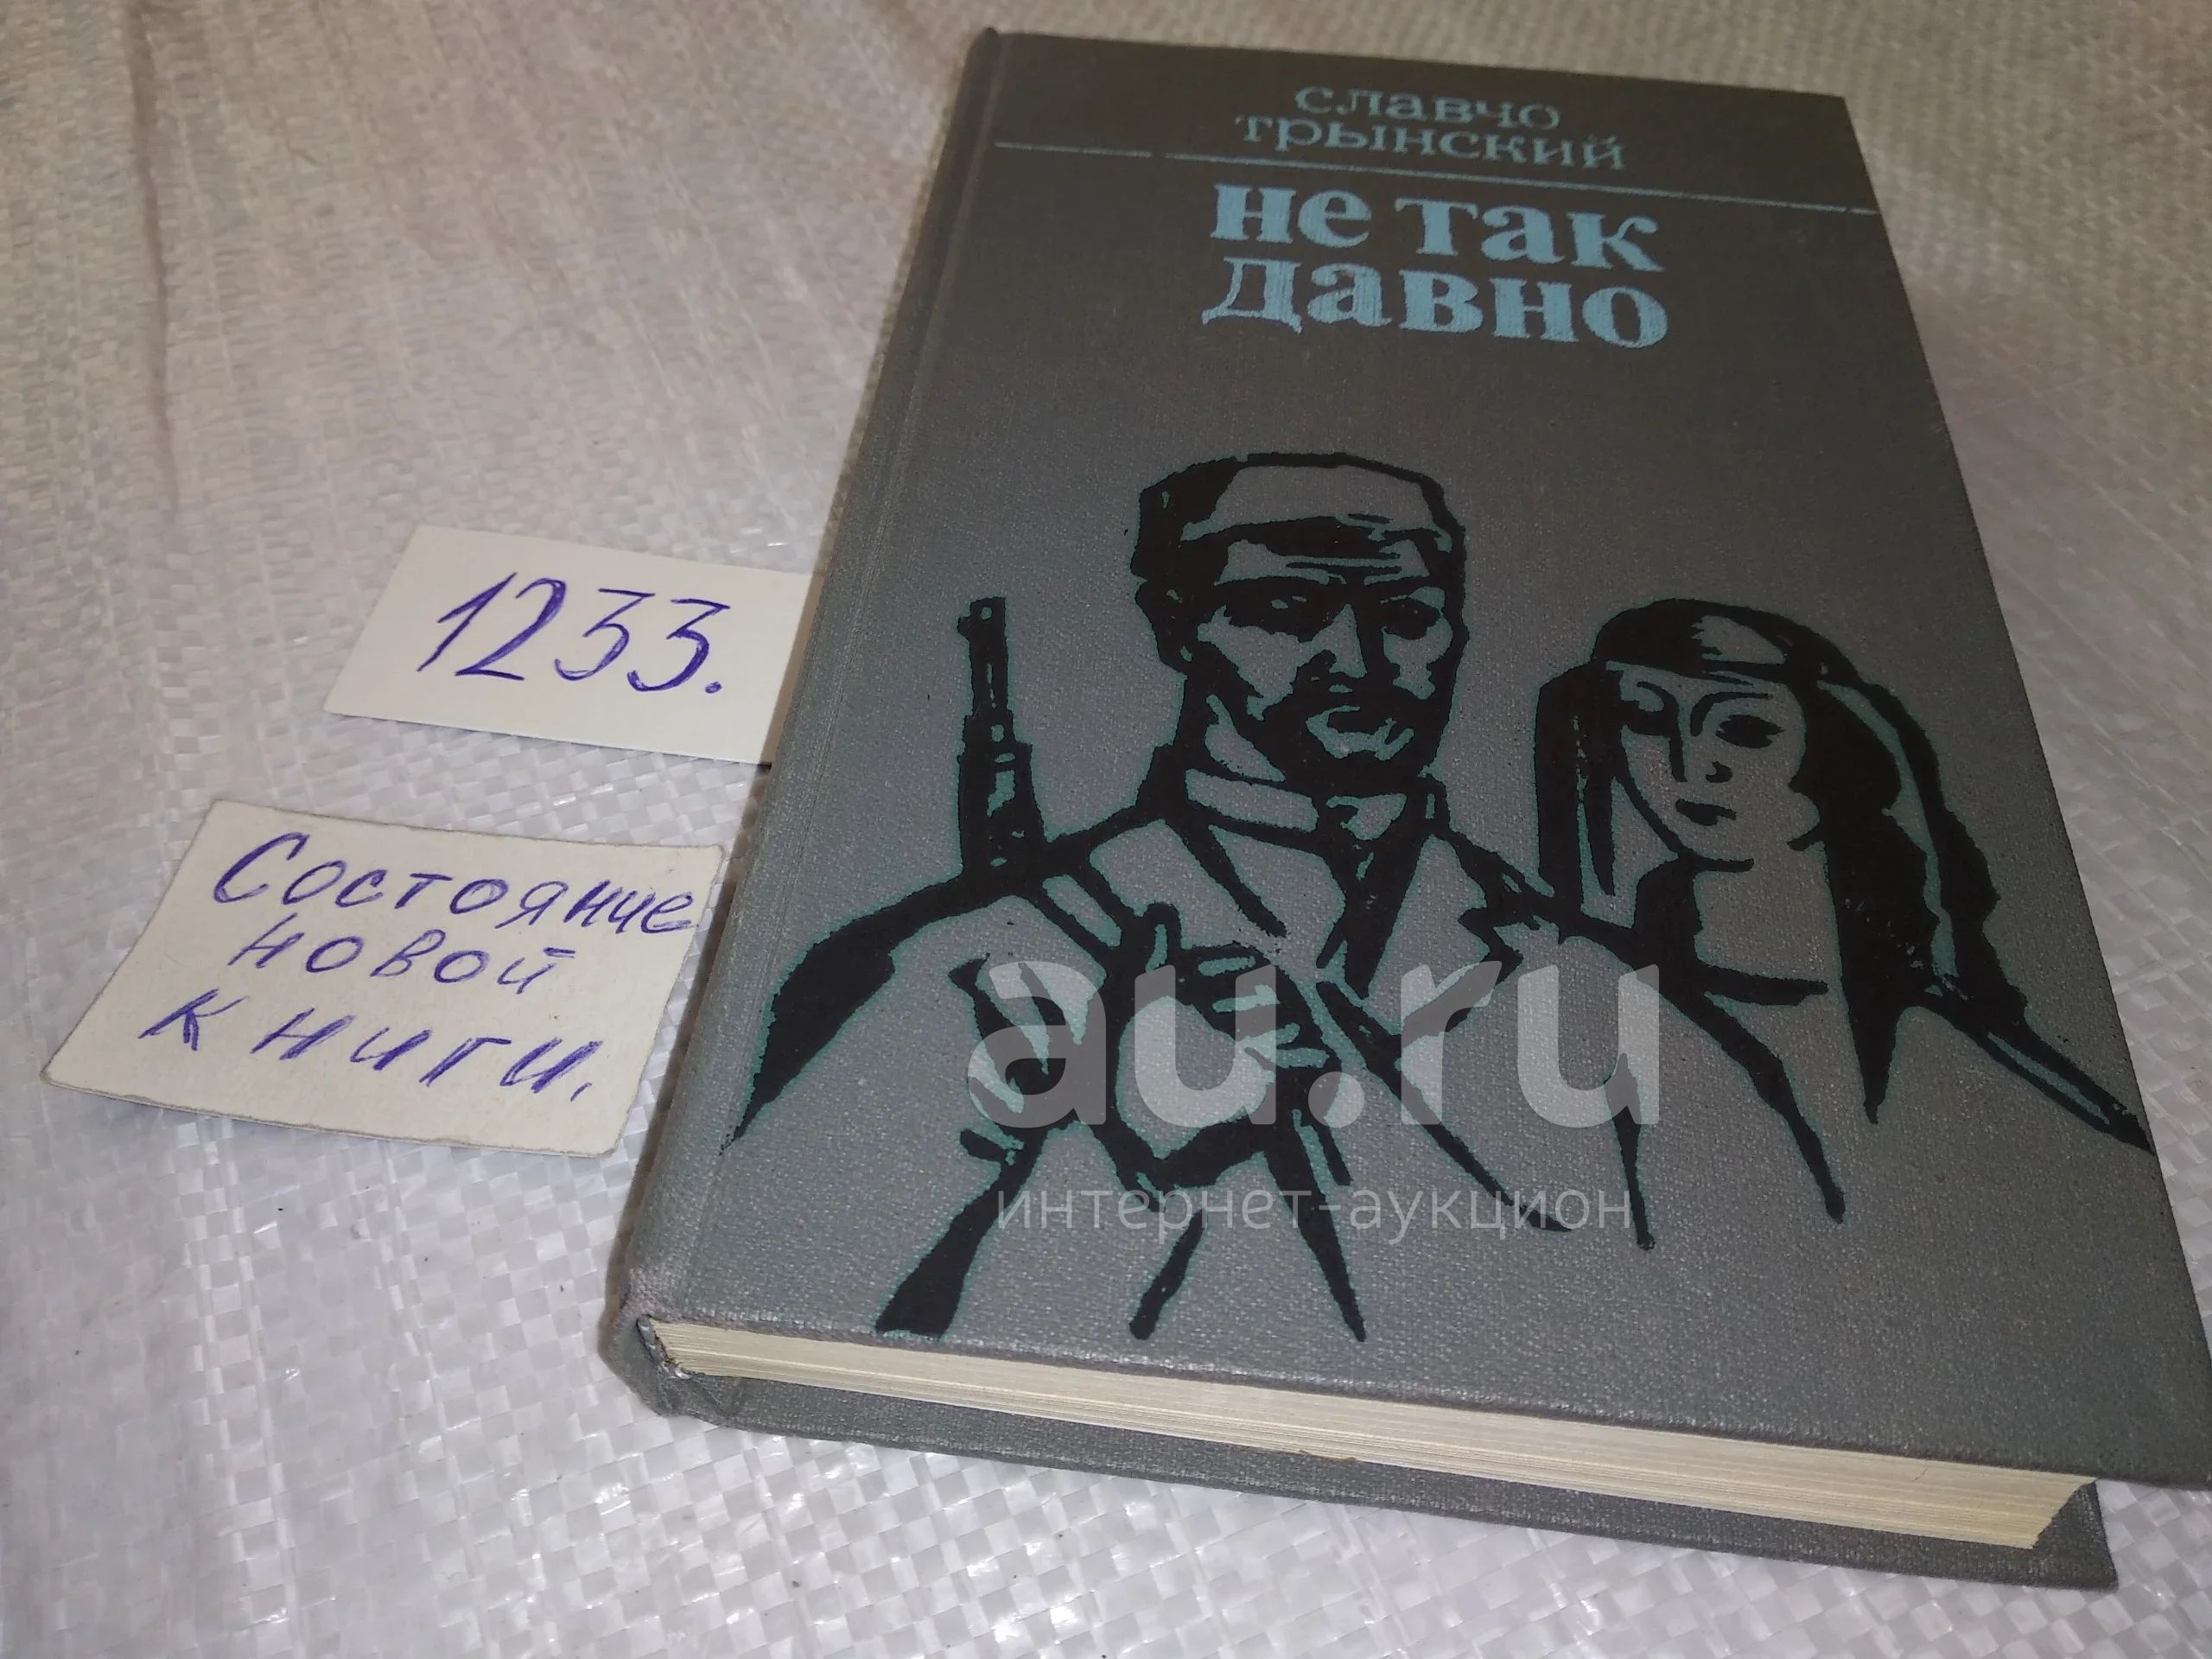 славчо
трынский
не так
давно
1233.
Состояние
новой
книги.
au.ru
интернет-аукцион